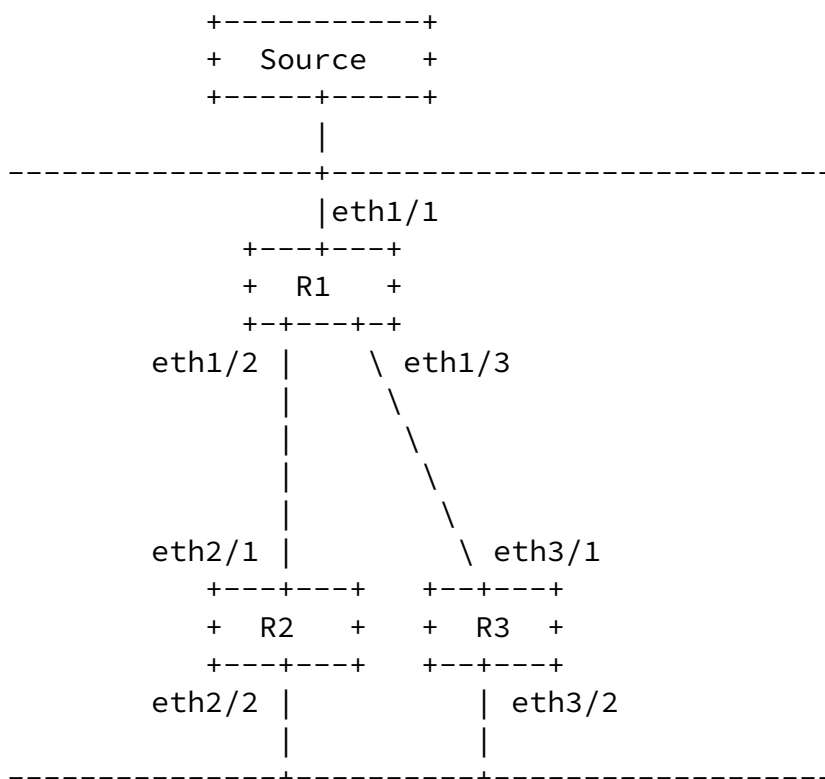 Source
eth1/1
R1
eth1/2 eth1/3
eth2/1 eth3/1
R2 R3
eth2/2 eth3/2